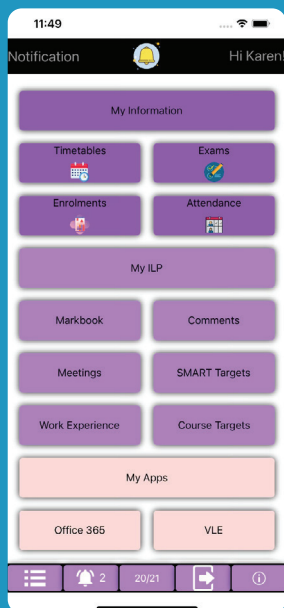 11:49
Notification Hi Karen!
My Information
Timetables Exams
Enrolments Attendance
My ILP
Markbook Comments
Meetings SMART Targets
Work Experience Course Targets
My Apps
Office 365 VLE
2 20/21